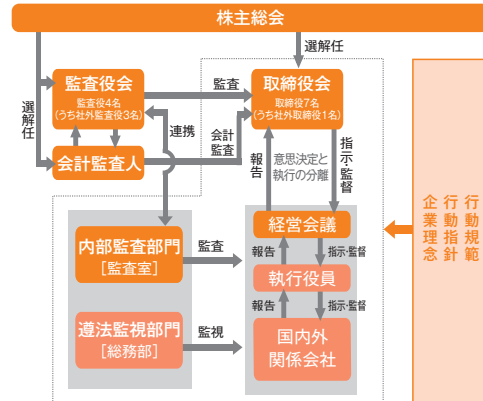 株主総会
選解任
選解任
監査役会
監査役4名
(うち社外監査役3名)
監査
取締役会
取締役7名
(うち社外取締役1名)
連携
会計
監査
会計監査人
報告
意思決定と
執行の分離
指示・監督
経営会議
内部監査部門
[監査室]
監査
報告
指示・監督
執行役員
報告
指示・監督
遵法監視部門
[総務部]
監視
国内外
関係会社
行動規範
行動指針
企業理念